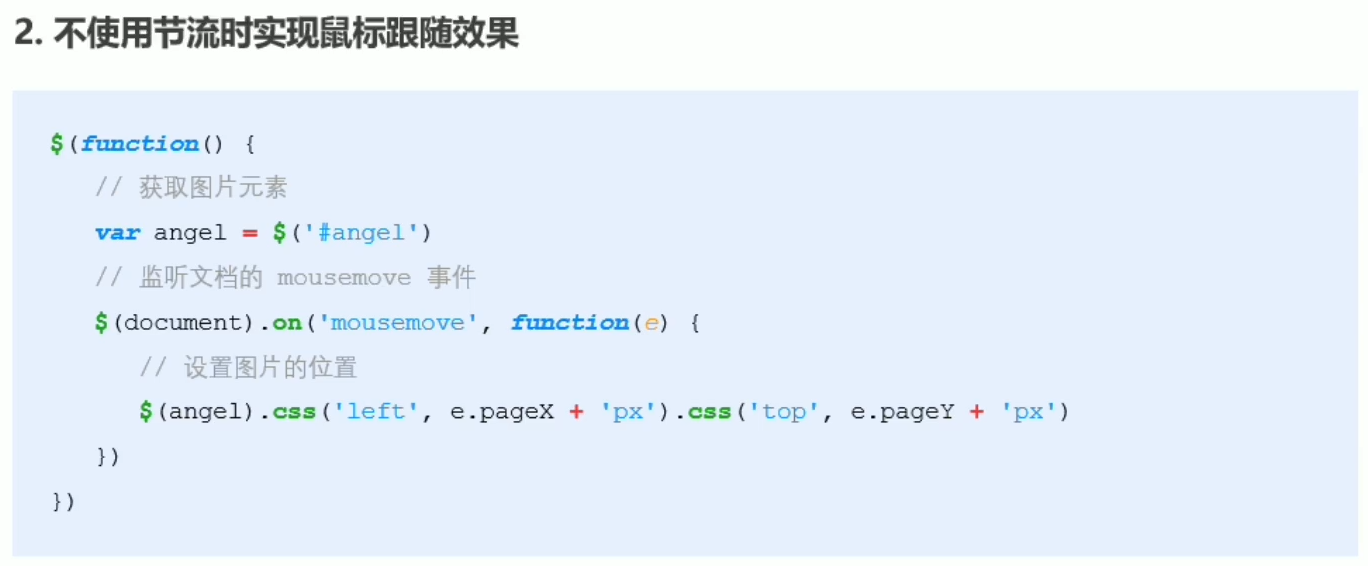 2. 不使用节流时实现鼠标跟随效果
$(function() {
// 获取图片元素
var angel = $('#angel')
// 监听文档的 mousemove 事件
$(document).on('mousemove', function(e) {
// 设置图片的位置
$(angel).css('left', e.pageX + 'px').css('top', e.pageY + 'px')
})
})